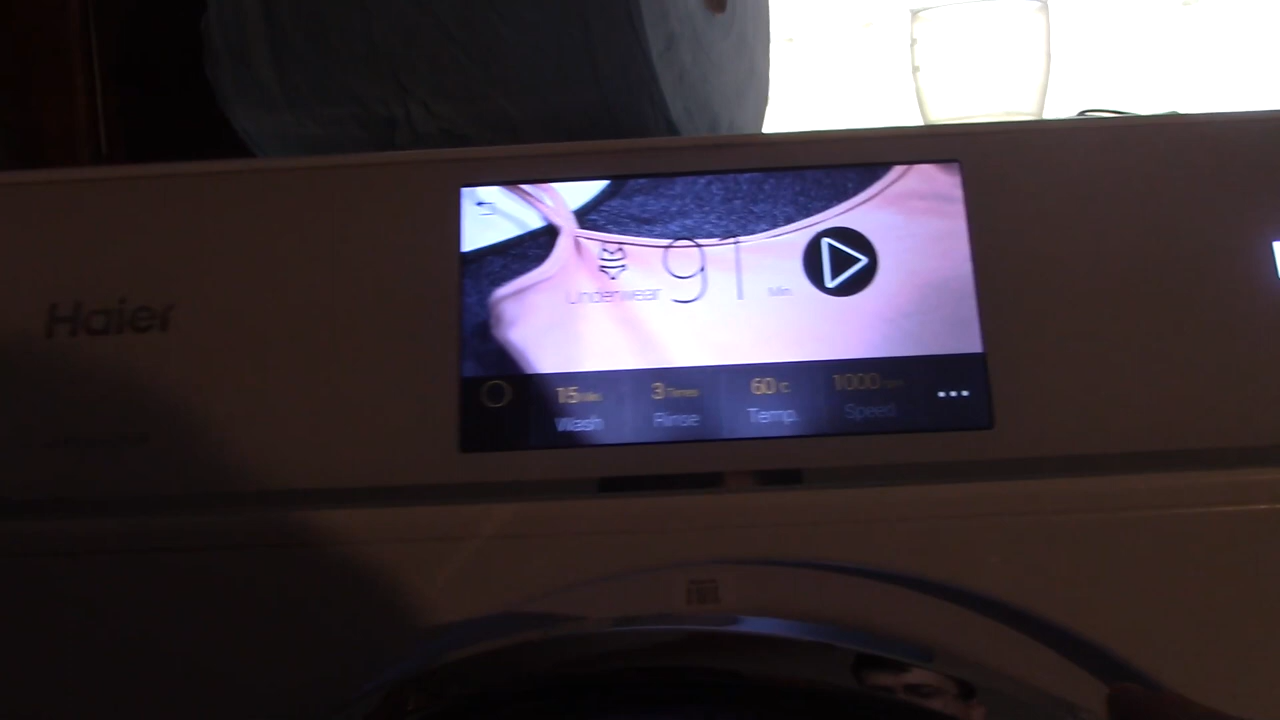 Haier
91 Min.
Underwear
15 Min.
Wash
3 Times
Rinse
60°C
Temp.
1000 rpm
Speed